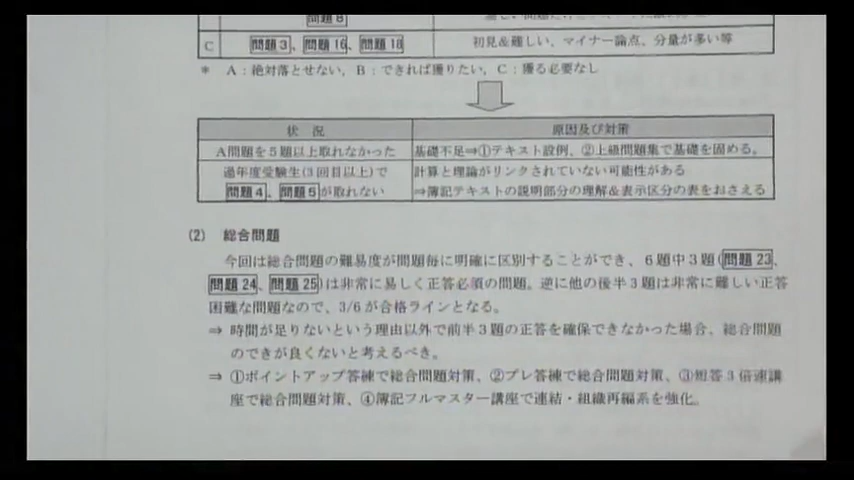 問題8
C 問題3、問題16、問題18 初見＆難しい、マイナー論点、分量が多い等
* A：絶対落とせない，B：できれば獲りたい，C：獲る必要なし
状　況 原因及び対策
A問題を5題以上取れなかった 基礎不足⇒①テキスト設例、②上級問題集で基礎を固める。
過年度受験生(3回目以上)で 計算と理論がリンクされていない可能性がある
問題4、問題5が取れない ⇒簿記テキストの説明部分の理解＆表示区分の表をおさえる
(2)　総合問題
今回は総合問題の難易度が問題毎に明確に区別することができ、6題中3題(問題23、
問題24、問題25)は非常に易しく正答必須の問題。逆に他の後半3題は非常に難しい正答
困難な問題なので、3/6が合格ラインとなる。
⇒ 時間が足りないという理由以外で前半3題の正答を確保できなかった場合、総合問題
のできが良くないと考えるべき。
⇒ ①ポイントアップ答練で総合問題対策、②プレ答練で総合問題対策、③短答3倍速講
座で総合問題対策、④簿記フルマスター講座で連結・組織再編系を強化。